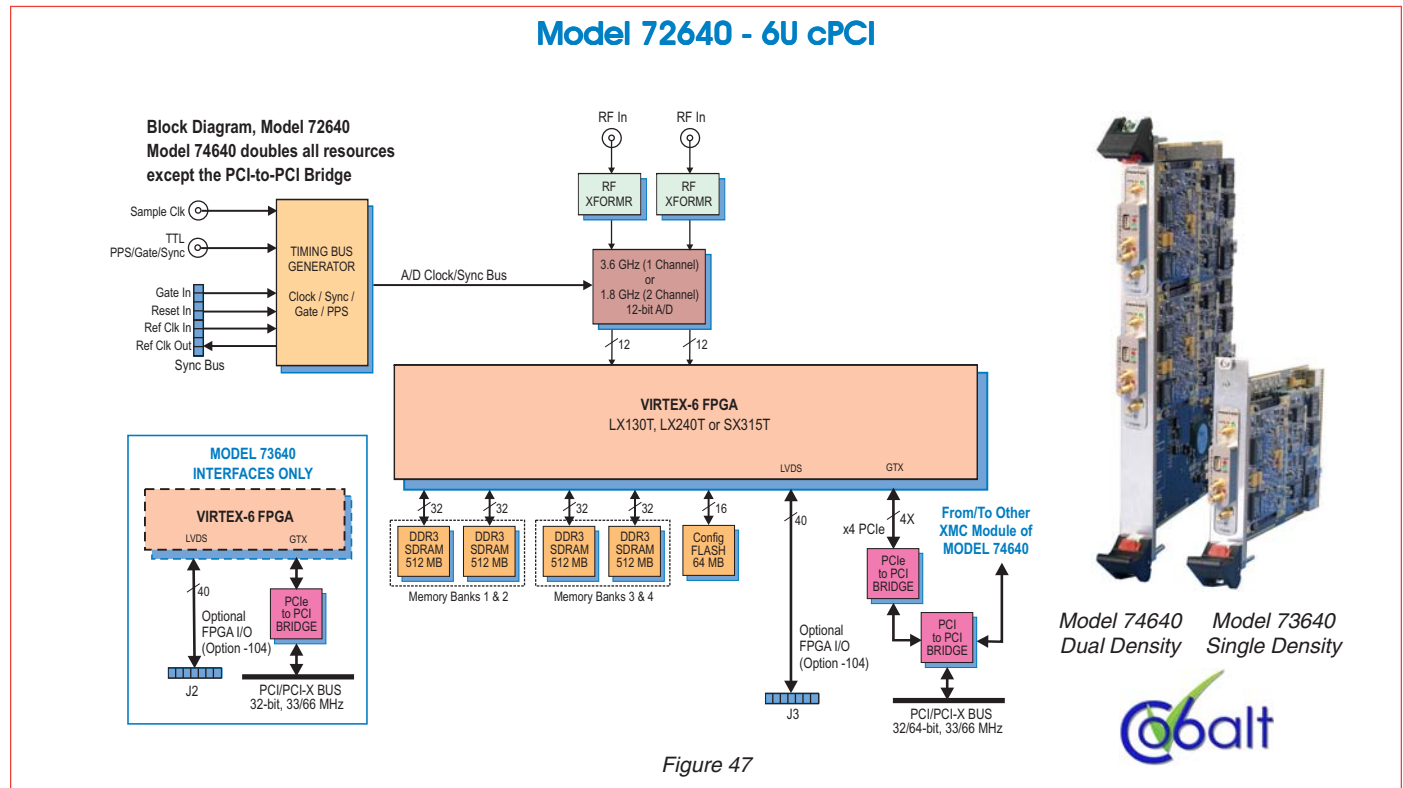 Model 72640 - 6U cPCI
Block Diagram, Model 72640
Model 74640 doubles all resources
except the PCI-to-PCI Bridge
RF In
RF In
RF
XFORMR
RF
XFORMR
Sample Clk
TTL
PPS/Gate/Sync
Gate In
Reset In
Ref Clk In
Ref Clk Out
Sync Bus
TIMING BUS
GENERATOR
Clock / Sync /
Gate / PPS
A/D Clock/Sync Bus
3.6 GHz (1 Channel)
or
1.8 GHz (2 Channel)
12-bit A/D
12
12
VIRTEX-6 FPGA
LX130T, LX240T or SX315T
LVDS
GTX
32
32
32
32
16
40
4X
x4 PCIe
DDR3
SDRAM
512 MB
DDR3
SDRAM
512 MB
DDR3
SDRAM
512 MB
DDR3
SDRAM
512 MB
Config
FLASH
64 MB
Memory Banks 1 & 2
Memory Banks 3 & 4
Optional
FPGA I/O
(Option -104)
J3
PCIe
to PCI
BRIDGE
PCI
to PCI
BRIDGE
From/To Other
XMC Module of
MODEL 74640
PCI/PCI-X BUS
32/64-bit, 33/66 MHz
MODEL 73640
INTERFACES ONLY
VIRTEX-6 FPGA
LVDS
GTX
40
Optional
FPGA I/O
(Option -104)
PCIe
to PCI
BRIDGE
J2
PCI/PCI-X BUS
32-bit, 33/66 MHz
Model 74640
Dual Density
Model 73640
Single Density
Cobalt
Figure 47